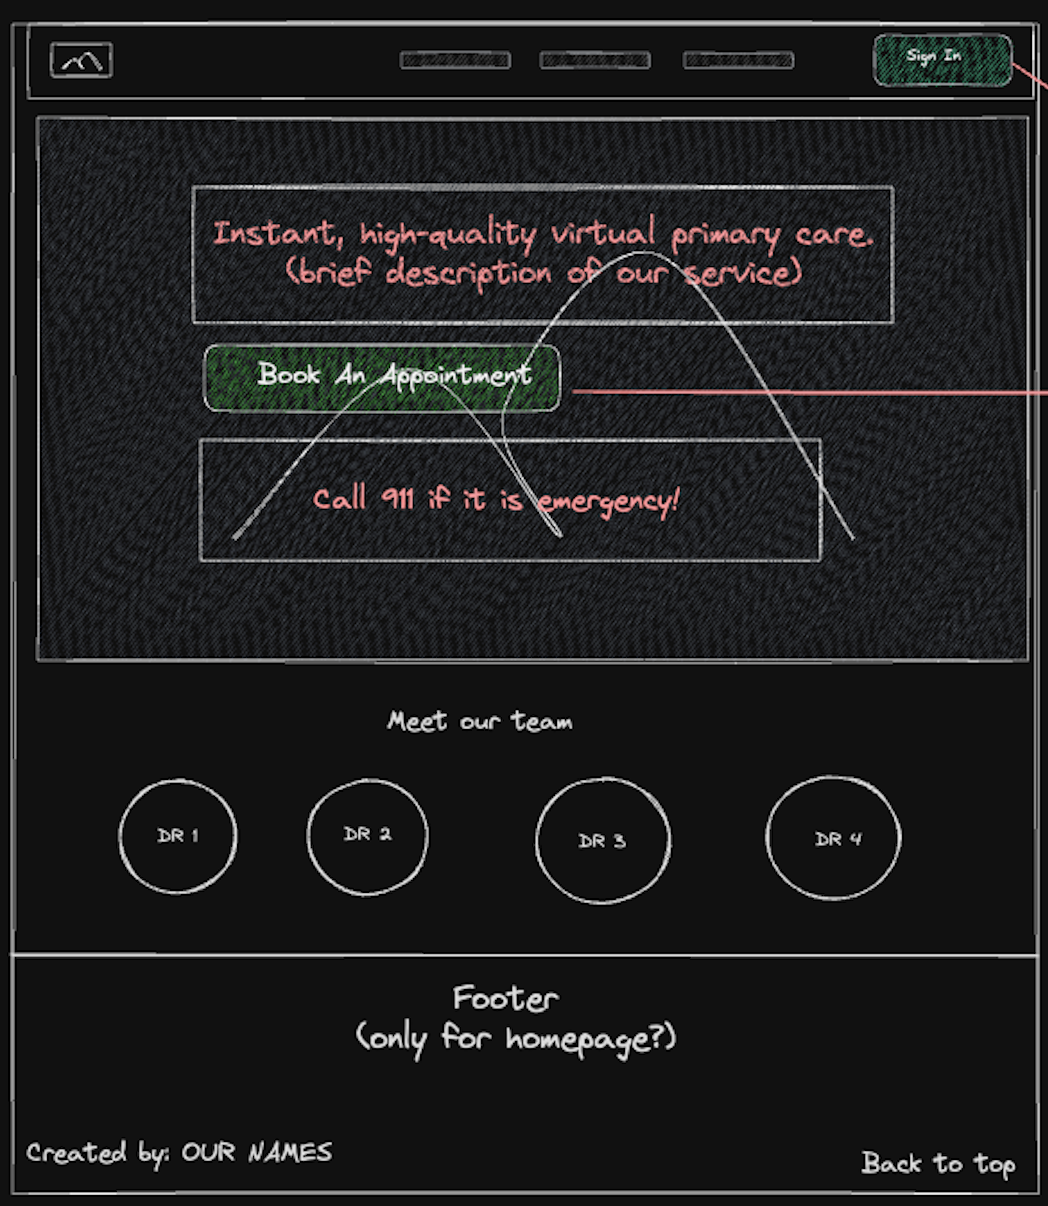 Sign In
Instant, high-quality virtual primary care.
(brief description of our service)
Book An Appointment
Call 911 if it is emergency!
Meet our team
DR 1
DR 2
DR 3
DR 4
Footer
(only for homepage?)
Created by: OUR NAMES
Back to top